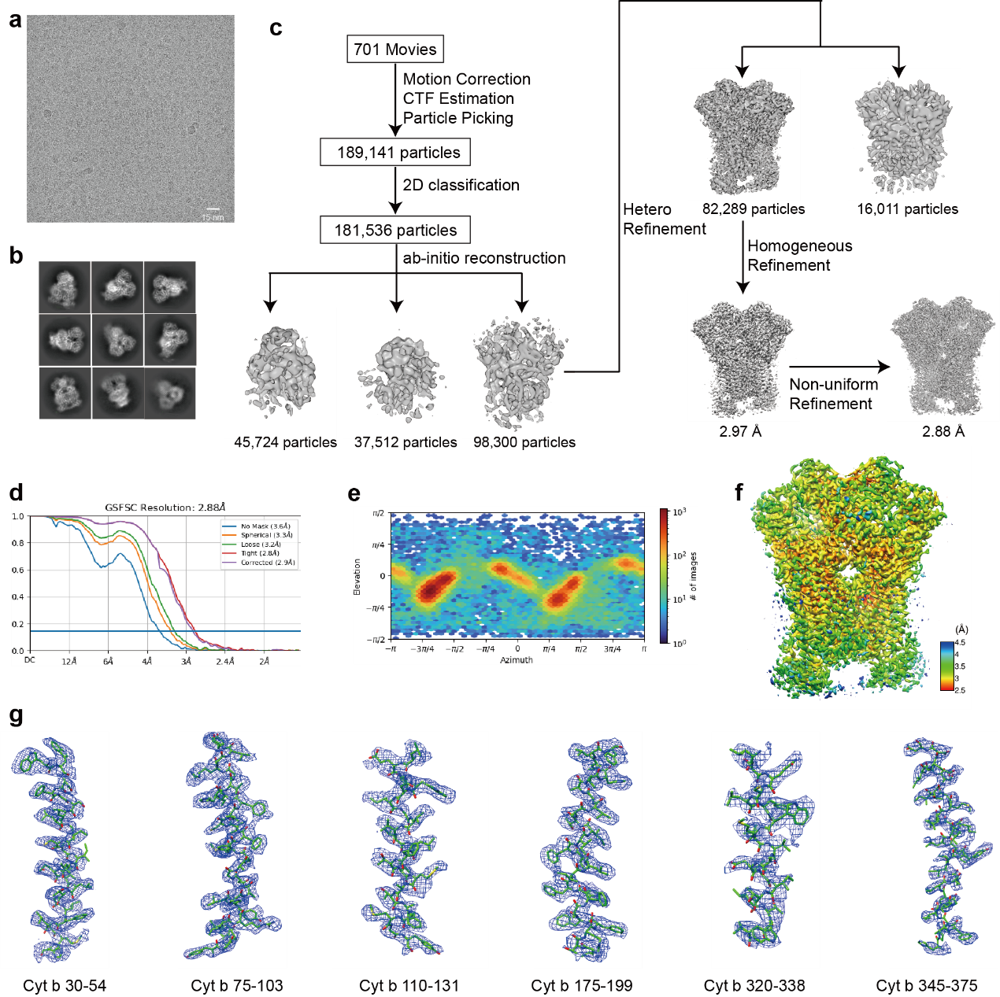 a
15 nm
b
c
701 Movies
Motion Correction
CTF Estimation
Particle Picking
189,141 particles
2D classification
181,536 particles
ab-initio reconstruction
45,724 particles
37,512 particles
98,300 particles
Hetero
Refinement
82,289 particles
16,011 particles
Homogeneous
Refinement
2.97 Å
Non-uniform
Refinement
2.88 Å
d
GSFSC Resolution: 2.88Å
1.0
0.8
0.6
0.4
0.2
0.0
No Mask (3.6Å)
Spherical (3.3Å)
Loose (3.2Å)
Tight (2.8Å)
Corrected (2.9Å)
DC 12Å 6Å 4Å 3Å 2.4Å 2Å
e
Elevation
π/2
π/4
0
−π/4
−π/2
−π −3π/4 −π/2 −π/4 0 π/4 π/2 3π/4 π
Azimuth
10³
10²
10¹
10⁰
# of images
f
(Å)
4.5
4
3.5
3
2.5
g
Cyt b 30-54
Cyt b 75-103
Cyt b 110-131
Cyt b 175-199
Cyt b 320-338
Cyt b 345-375